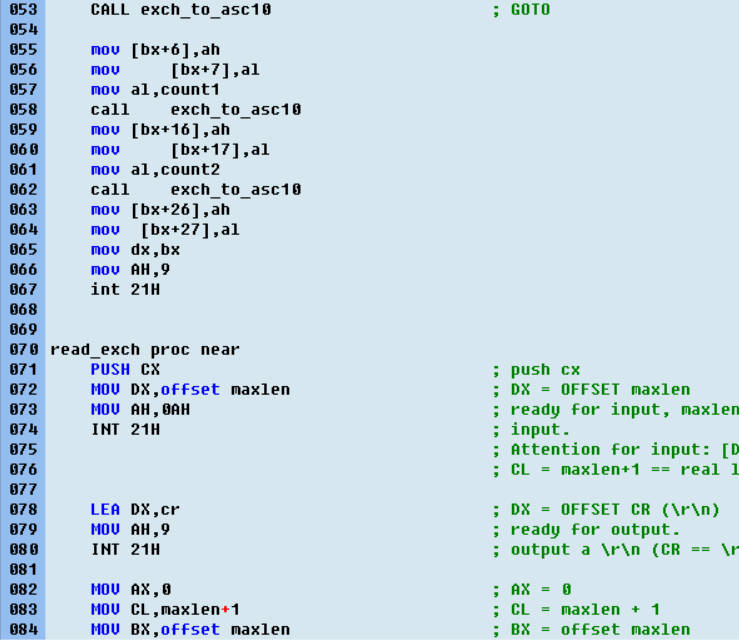 053 CALL exch_to_asc10 ; GOTO
054
055 mov [bx+6],ah
056 mov [bx+7],al
057 mov al,count1
058 call exch_to_asc10
059 mov [bx+16],ah
060 mov [bx+17],al
061 mov al,count2
062 call exch_to_asc10
063 mov [bx+26],ah
064 mov [bx+27],al
065 mov dx,bx
066 mov AH,9
067 int 21H
068
069
070 read_exch proc near
071 PUSH CX ; push cx
072 MOV DX,offset maxlen ; DX = OFFSET maxlen
073 MOV AH,0AH ; ready for input, maxlen
074 INT 21H ; input.
075 ; Attention for input: [D
076 ; CL = maxlen+1 == real l
077
078 LEA DX,cr ; DX = OFFSET CR (\r\n)
079 MOV AH,9 ; ready for output.
080 INT 21H ; output a \r\n (CR == \r
081
082 MOV AX,0 ; AX = 0
083 MOV CL,maxlen+1 ; CL = maxlen + 1
084 MOV BX,offset maxlen ; BX = offset maxlen